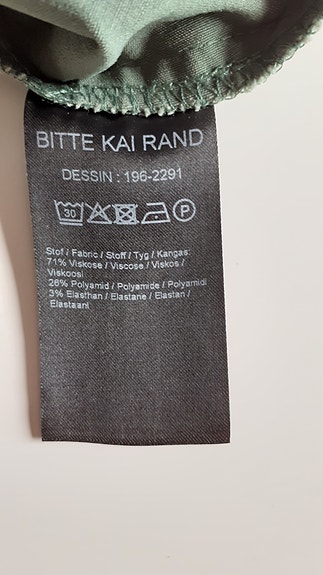 BITTE KAI RAND
DESSIN : 196-2291
30 P
Stof / Fabric / Stoff / Tyg / Kangas:
71% Viskose / Viscose / Viskos /
Viskoosi
26% Polyamid / Polyamide / Polyamidi
3% Elasthan / Elastane / Elastan /
Elastaani